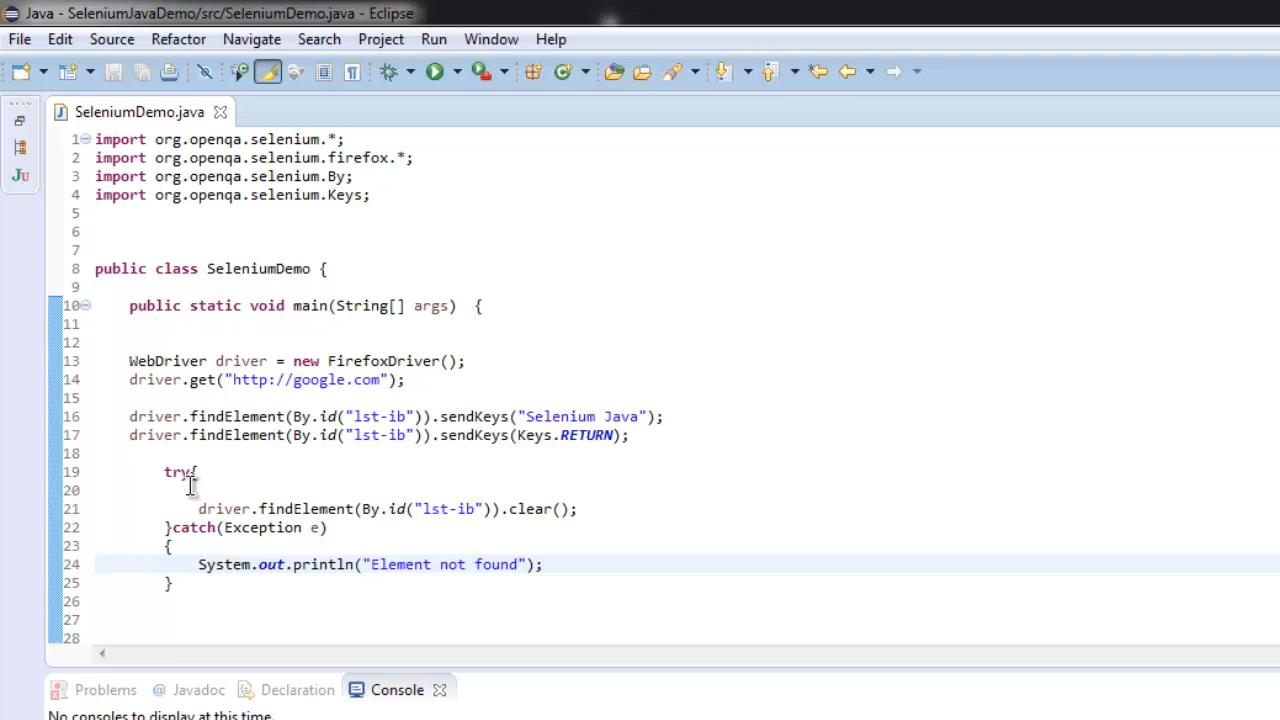 Java - SeleniumJavaDemo/src/SeleniumDemo.java - Eclipse
File Edit Source Refactor Navigate Search Project Run Window Help
SeleniumDemo.java
1 import org.openqa.selenium.*;
2 import org.openqa.selenium.firefox.*;
3 import org.openqa.selenium.By;
4 import org.openqa.selenium.Keys;
5
6
7
8 public class SeleniumDemo {
9
10 public static void main(String[] args) {
11
12
13 WebDriver driver = new FirefoxDriver();
14 driver.get("http://google.com");
15
16 driver.findElement(By.id("lst-ib")).sendKeys("Selenium Java");
17 driver.findElement(By.id("lst-ib")).sendKeys(Keys.RETURN);
18
19 try{
20
21 driver.findElement(By.id("lst-ib")).clear();
22 }catch(Exception e)
23 {
24 System.out.println("Element not found");
25 }
26
27
28
Ju
Problems @ Javadoc Declaration Console
No consoles to display at this time.